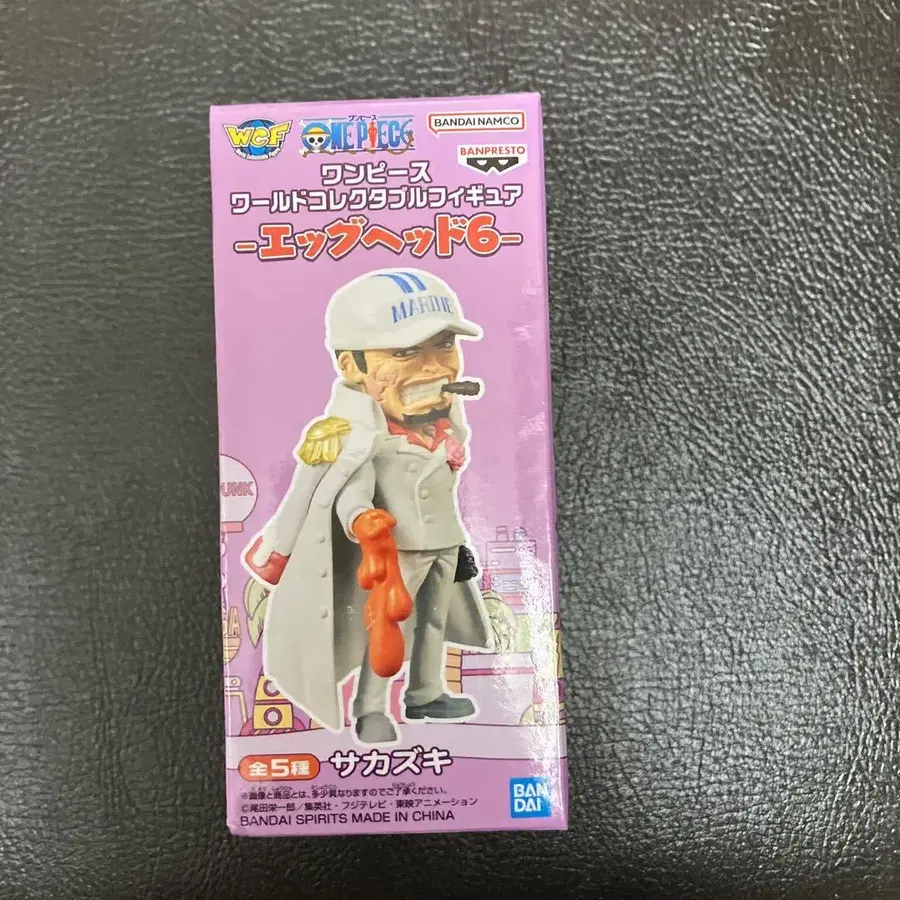 WCF
ワンピース
ONE PIECE
BANDAI NAMCO
BANPRESTO
ワンピース
ワールドコレクタブルフィギュア
-エッグヘッド6-
MARINE
PUNK
全5種 サカズキ
※画像と商品とは、多少異なりますのでご了承ください。
©尾田栄一郎/集英社・フジテレビ・東映アニメーション
BANDAI SPIRITS MADE IN CHINA
BAN
DAI